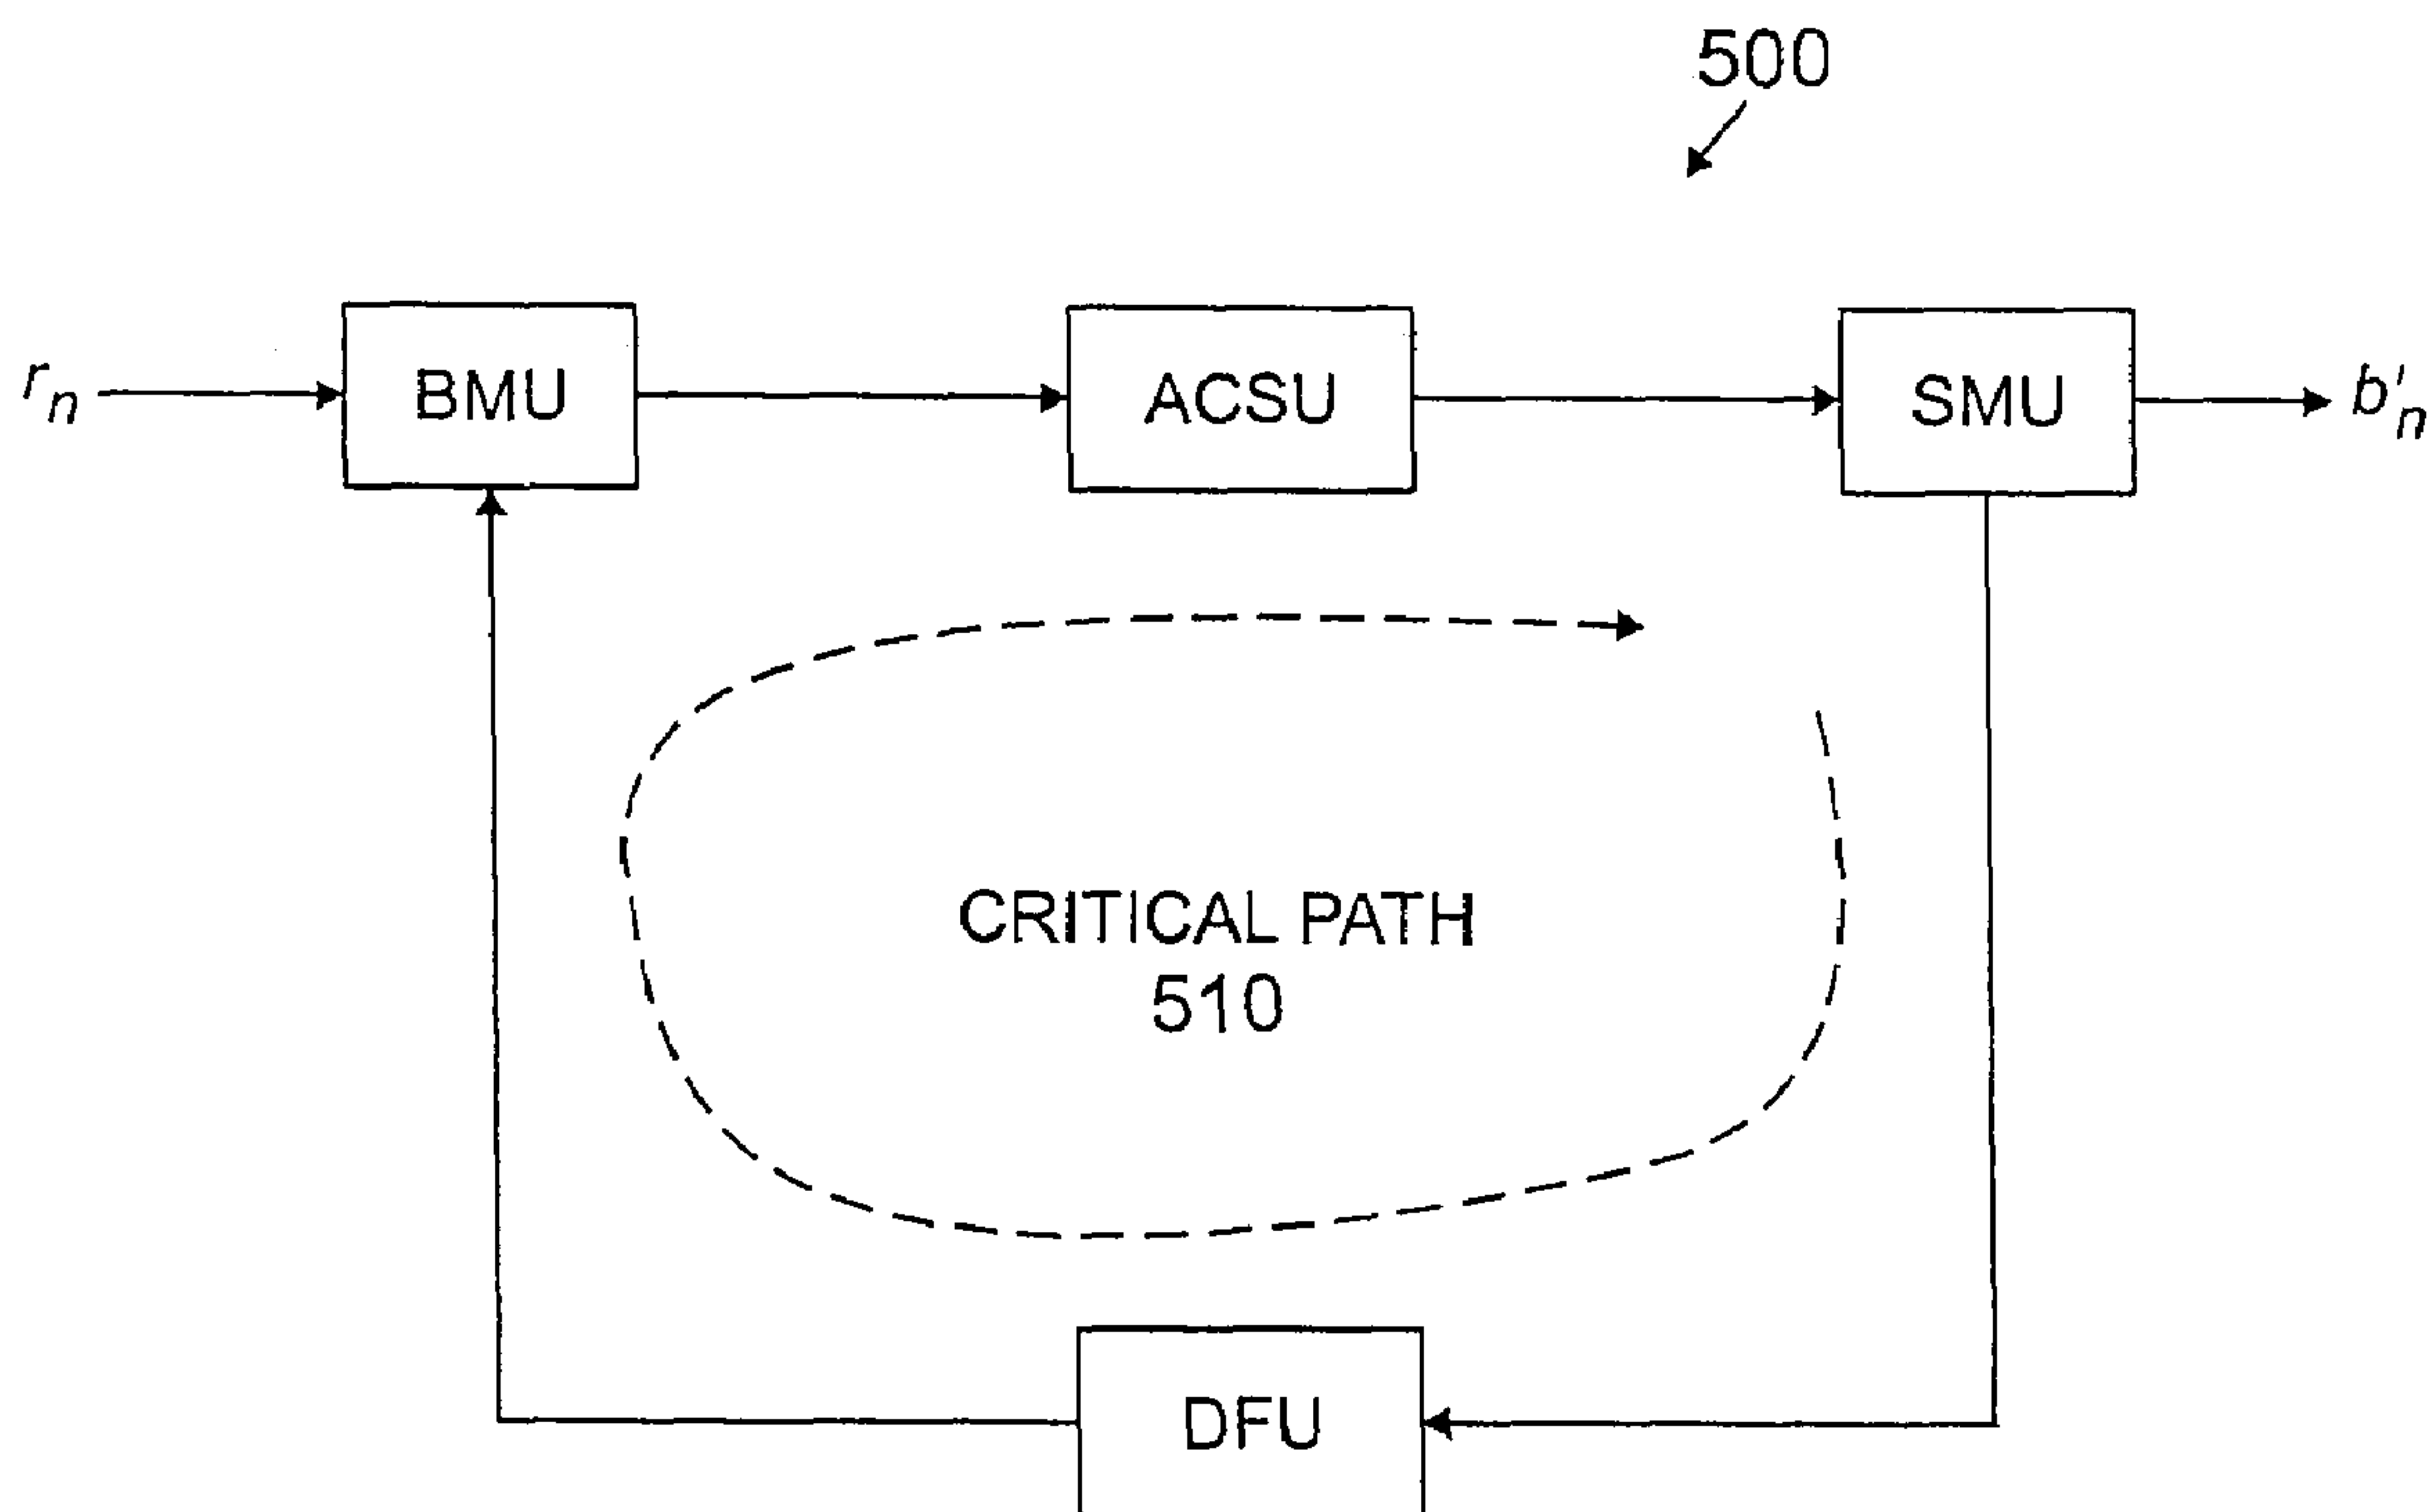 500
r_n
BMU
ACSU
SMU
b'_n
CRITICAL PATH
510
DFU